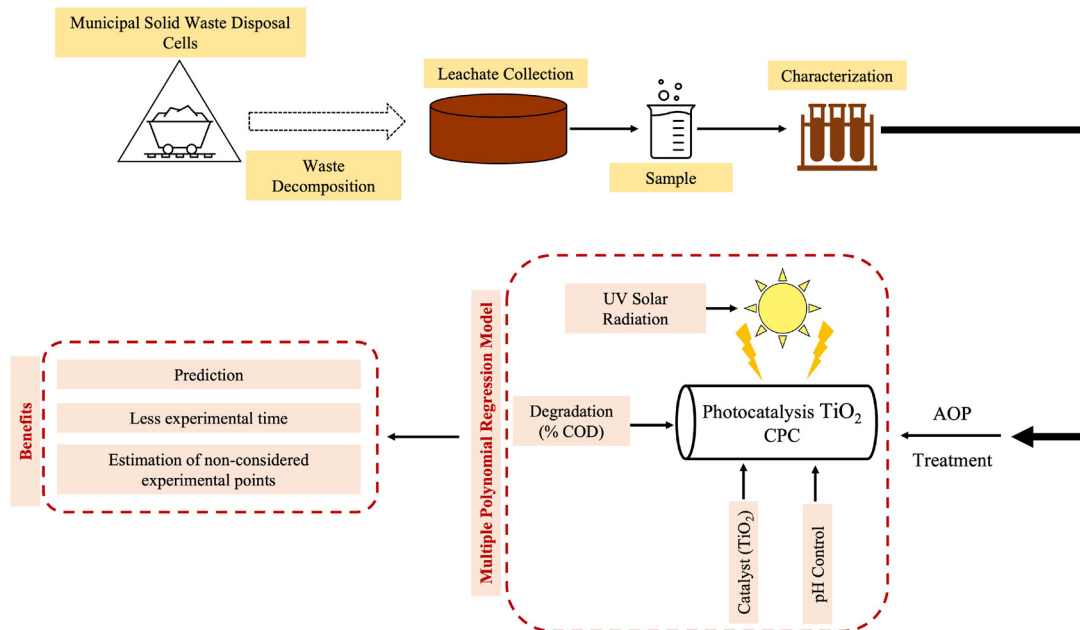 Municipal Solid Waste Disposal
Cells
Leachate Collection
Characterization
Waste
Decomposition
Sample
UV Solar
Radiation
Multiple Polynomial Regression Model
Benefits
Prediction
Less experimental time
Estimation of non-considered
experimental points
Degradation
(% COD)
Photocatalysis TiO₂
CPC
AOP
Treatment
Catalyst (TiO₂)
pH Control